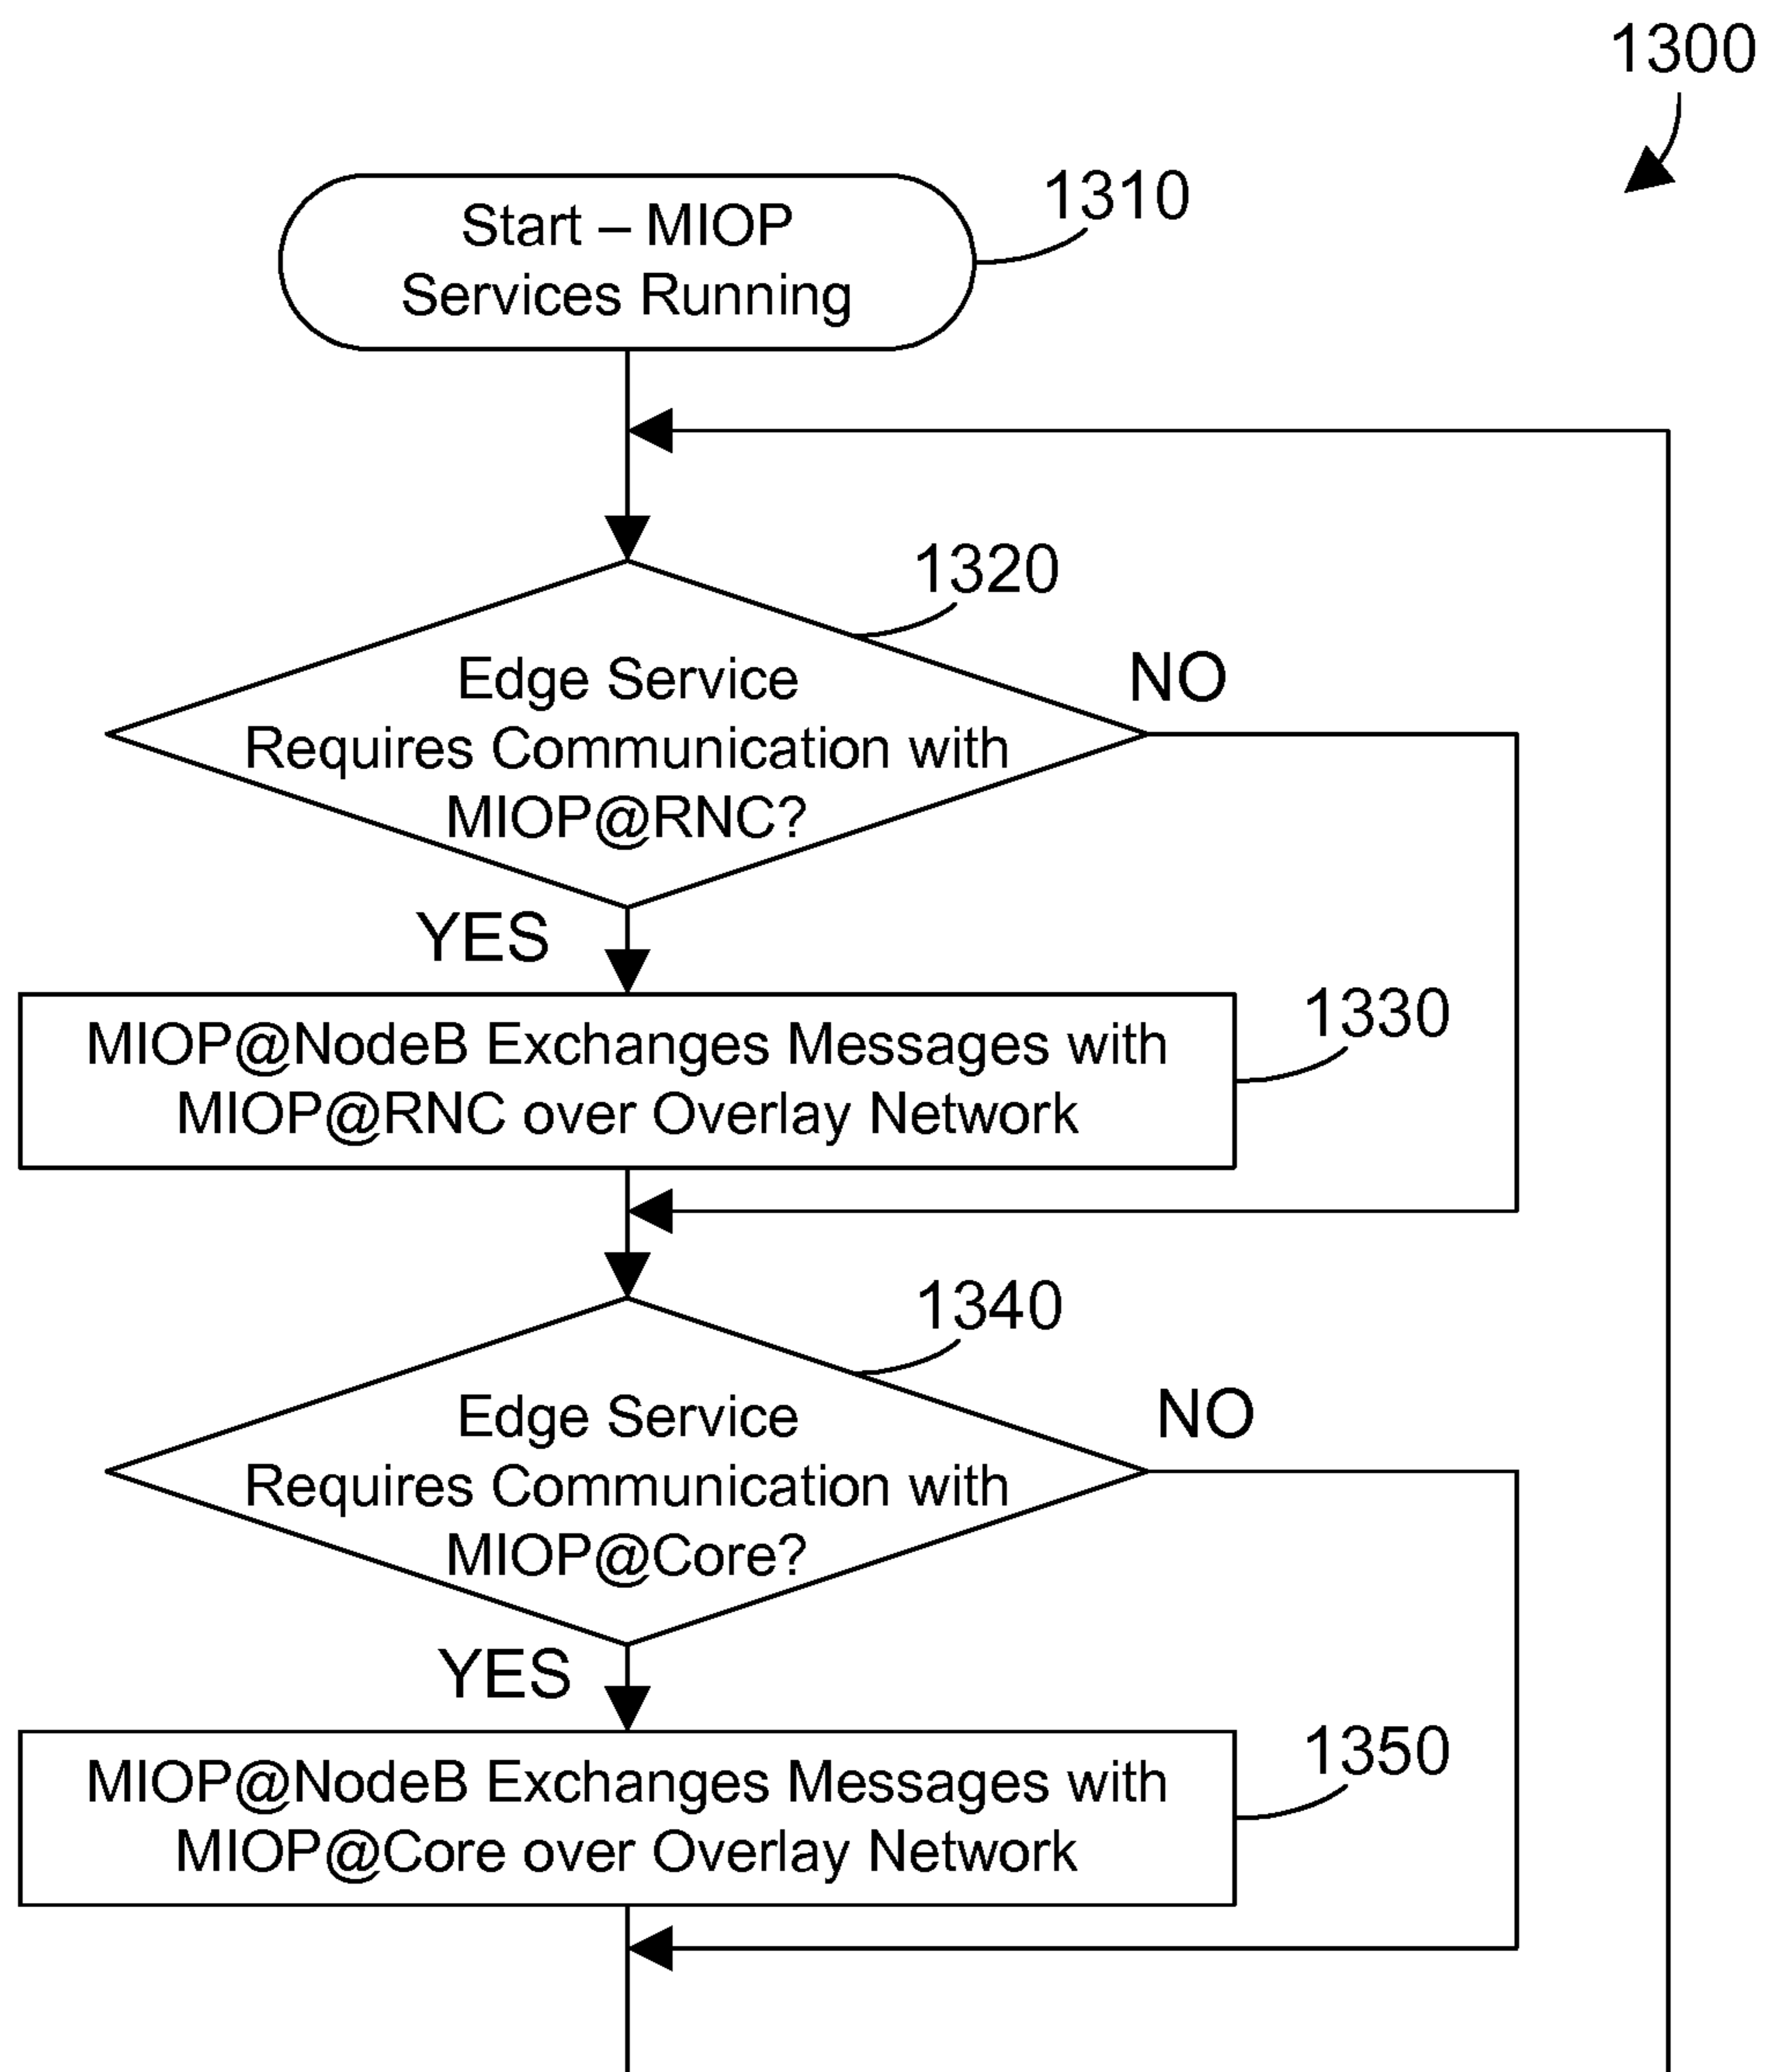 1300
1310
Start – MIOP
Services Running
1320
Edge Service
Requires Communication with
MIOP@RNC?
NO
YES
1330
MIOP@NodeB Exchanges Messages with
MIOP@RNC over Overlay Network
1340
Edge Service
Requires Communication with
MIOP@Core?
NO
YES
1350
MIOP@NodeB Exchanges Messages with
MIOP@Core over Overlay Network